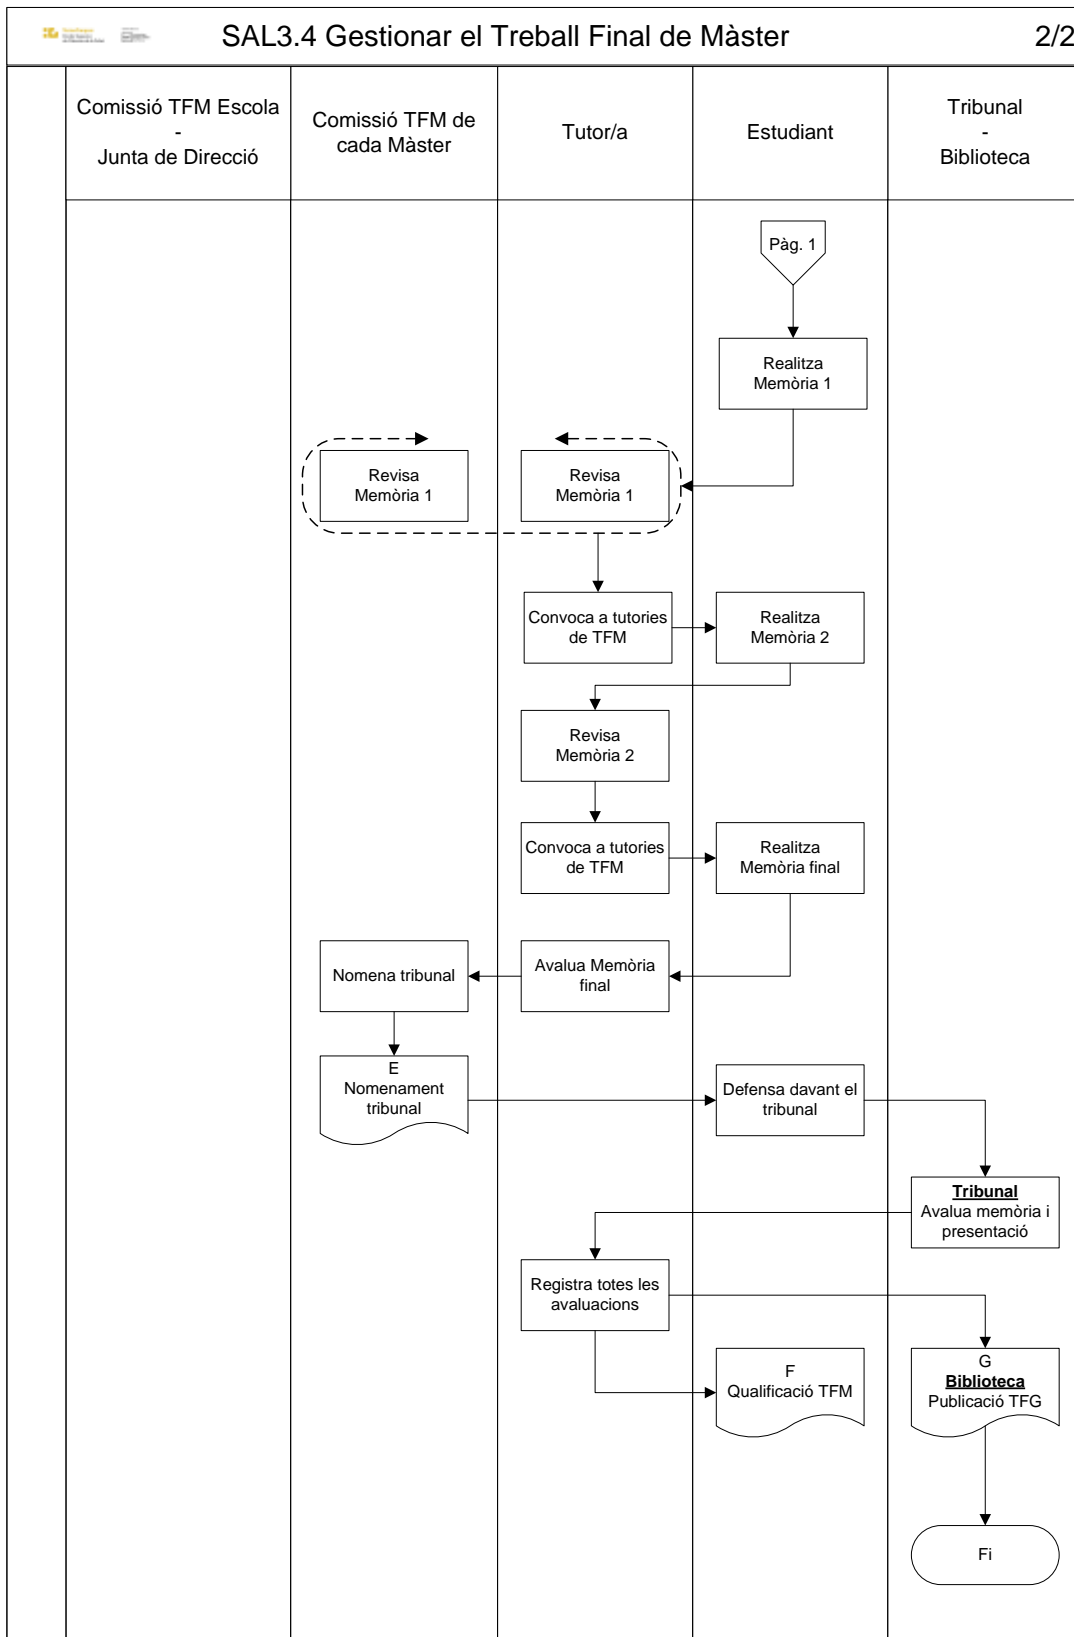 SAL3.4 Gestionar el Treball Final de Màster
2/2
Comissió TFM Escola
-
Junta de Direcció
Comissió TFM de
cada Màster
Tutor/a
Estudiant
Tribunal
-
Biblioteca
Pàg. 1
Realitza
Memòria 1
Revisa
Memòria 1
Revisa
Memòria 1
Convoca a tutories
de TFM
Realitza
Memòria 2
Revisa
Memòria 2
Convoca a tutories
de TFM
Realitza
Memòria final
Nomena tribunal
Avalua Memòria
final
E
Nomenament
tribunal
Defensa davant el
tribunal
Tribunal
Avalua memòria i
presentació
Registra totes les
avaluacions
F
Qualificació TFM
G
Biblioteca
Publicació TFG
Fi